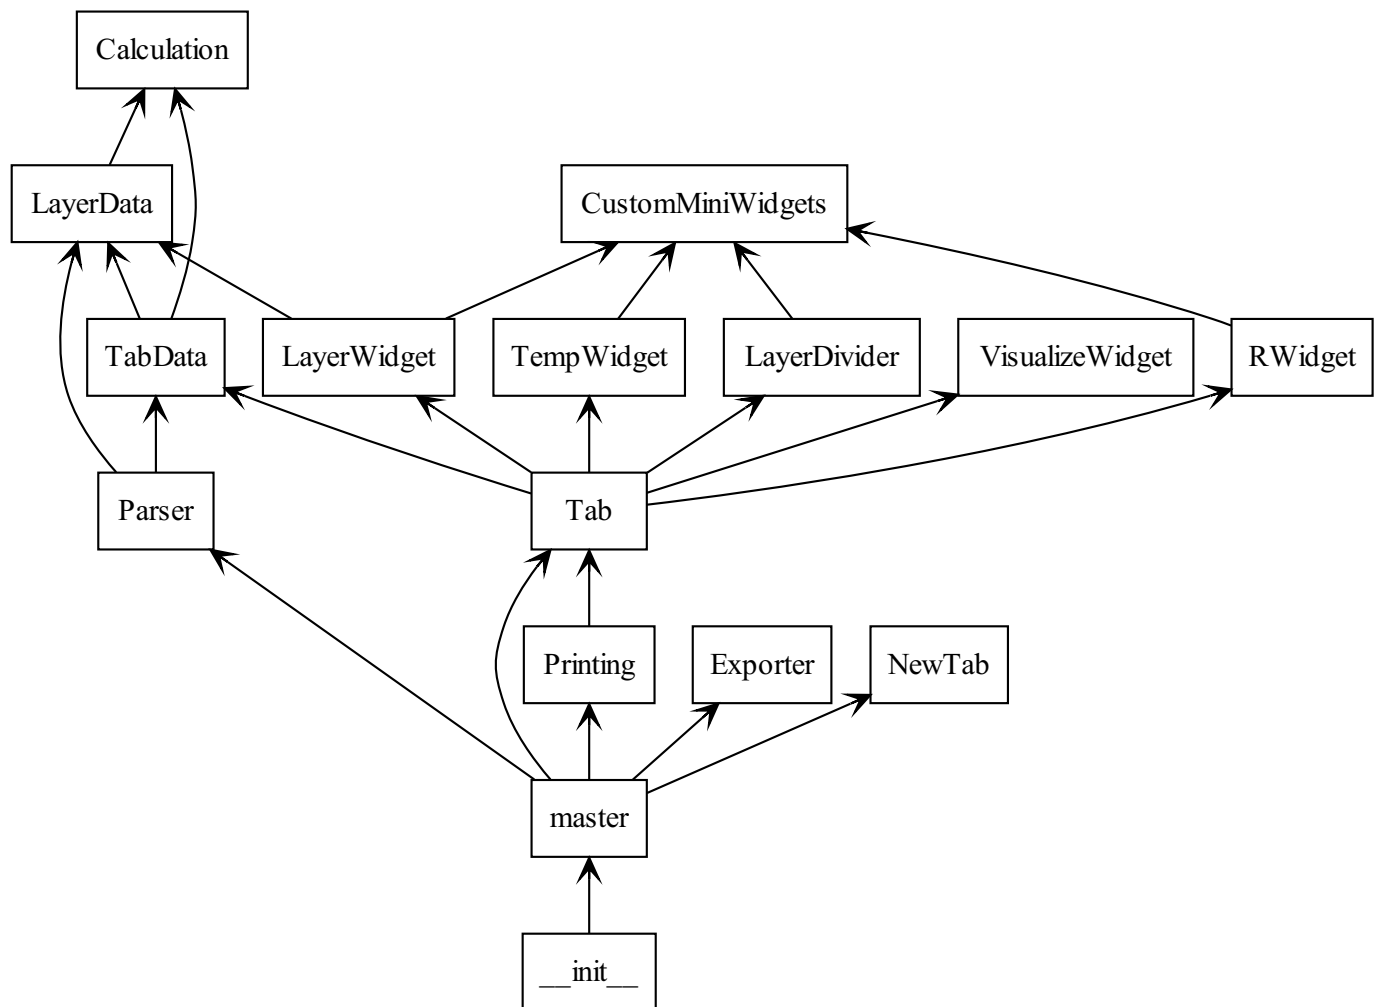 Calculation
LayerData
CustomMiniWidgets
TabData
LayerWidget
TempWidget
LayerDivider
VisualizeWidget
RWidget
Parser
Tab
Printing
Exporter
NewTab
master
__init__